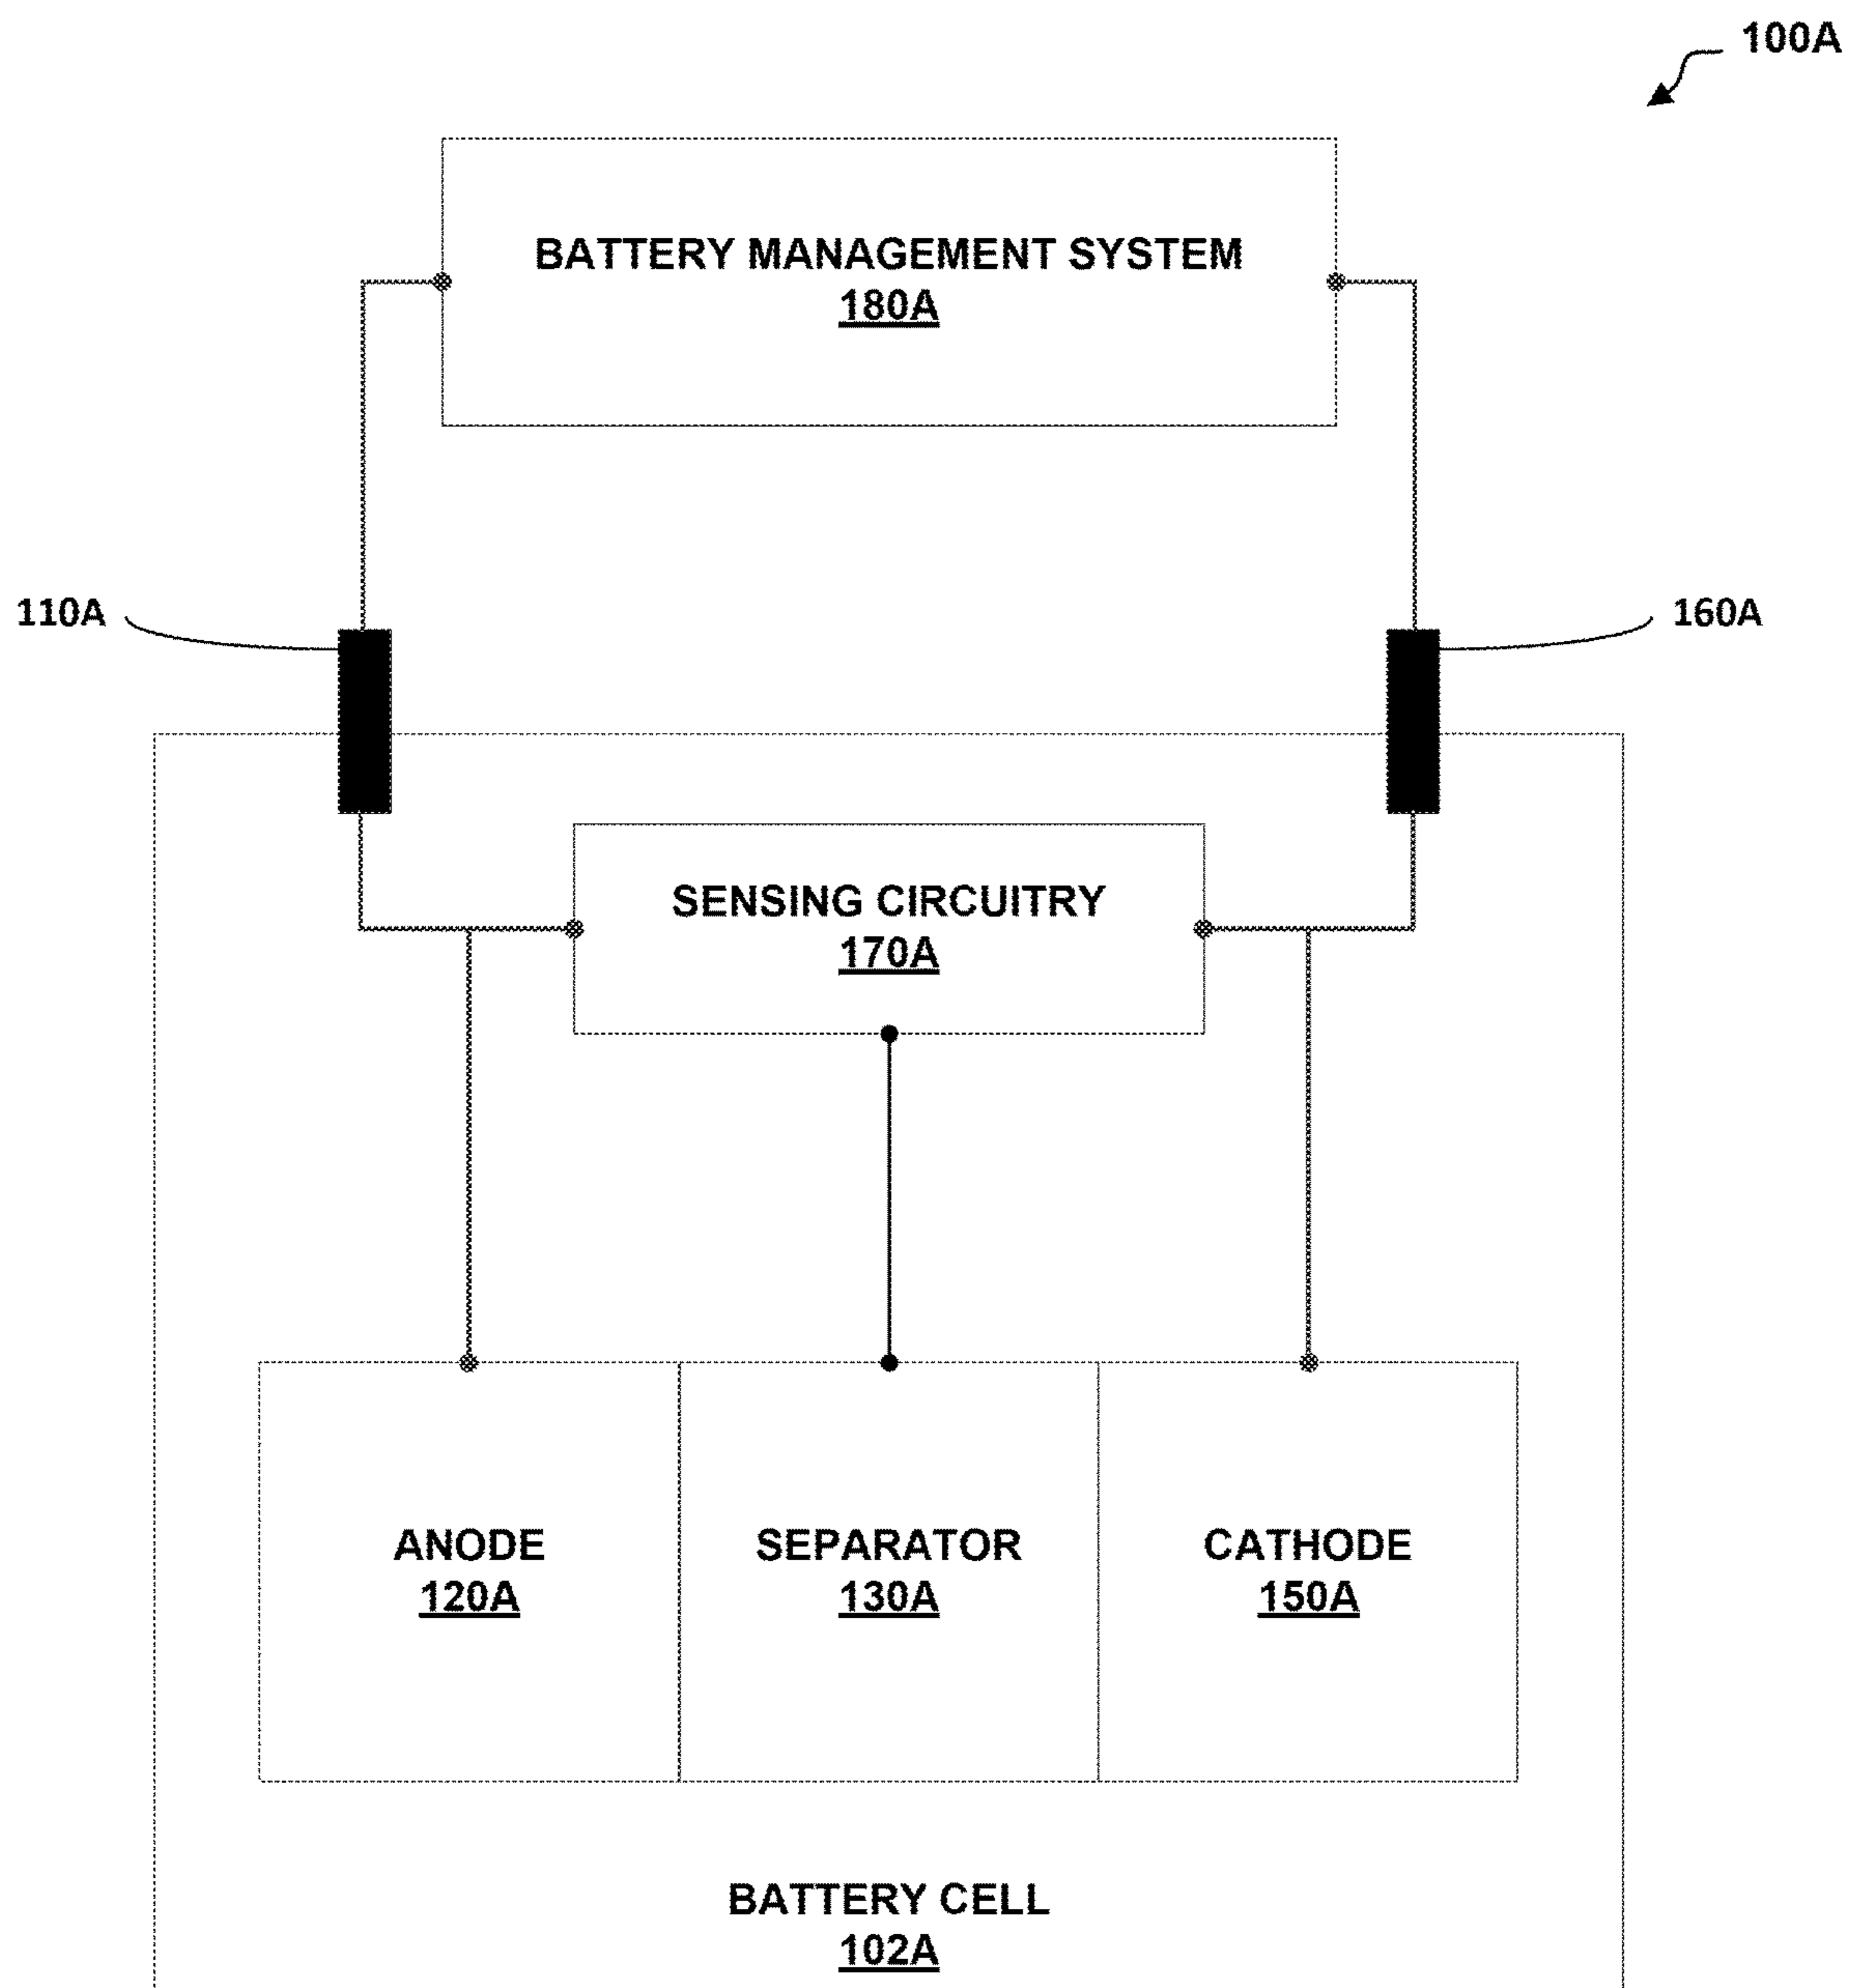 100A
BATTERY MANAGEMENT SYSTEM
180A
110A
160A
SENSING CIRCUITRY
170A
ANODE
120A
SEPARATOR
130A
CATHODE
150A
BATTERY CELL
102A